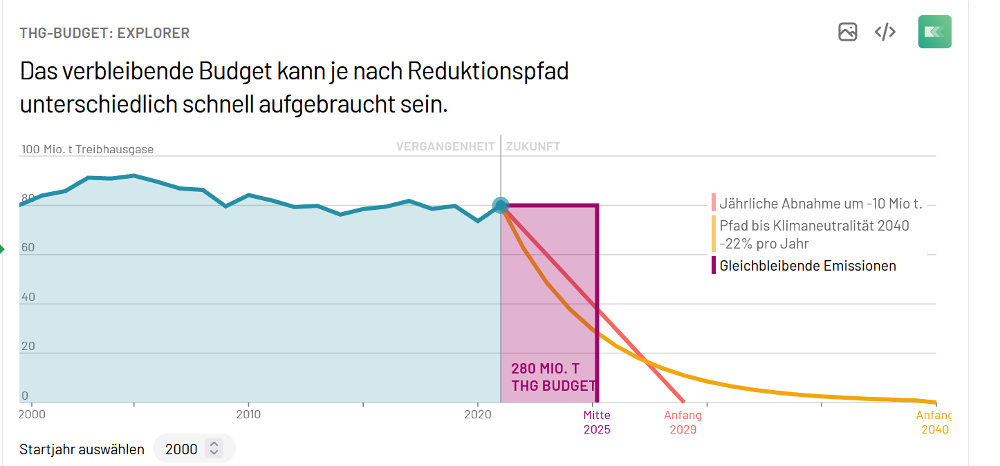 THG-BUDGET: EXPLORER
Das verbleibende Budget kann je nach Reduktionspfad
unterschiedlich schnell aufgebraucht sein.
100 Mio. t Treibhausgase
VERGANGENHEIT
ZUKUNFT
80
60
40
20
0
Jährliche Abnahme um -10 Mio t.
Pfad bis Klimaneutralität 2040
-22% pro Jahr
Gleichbleibende Emissionen
280 MIO. T
THG BUDGET
2000
2010
2020
Mitte
2025
Anfang
2029
Anfang
2040
Startjahr auswählen
2000